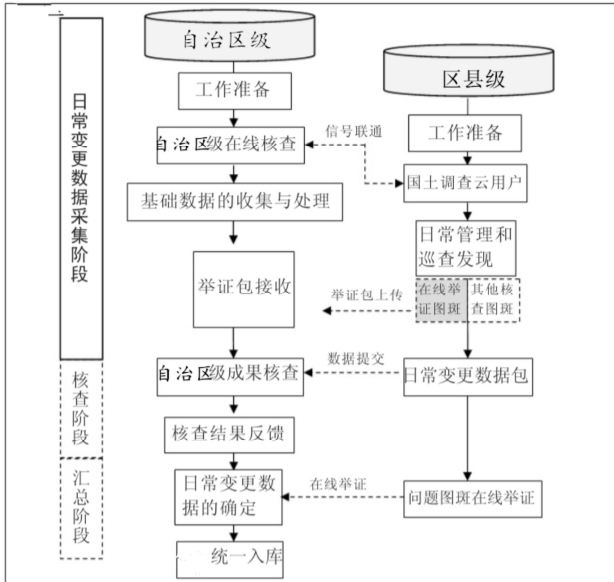 自治区级
区县级
日常变更数据采集阶段
工作准备
工作准备
自治区级在线核查
信号联通
国土调查云用户
基础数据的收集与处理
日常管理和
巡查发现
举证包接收
举证包上传
在线举
证图斑
其他核
查图斑
核查阶段
自治区级成果核查
数据提交
日常变更数据包
核查结果反馈
汇总阶段
日常变更数
据的确定
在线举证
问题图斑在线举证
统一入库